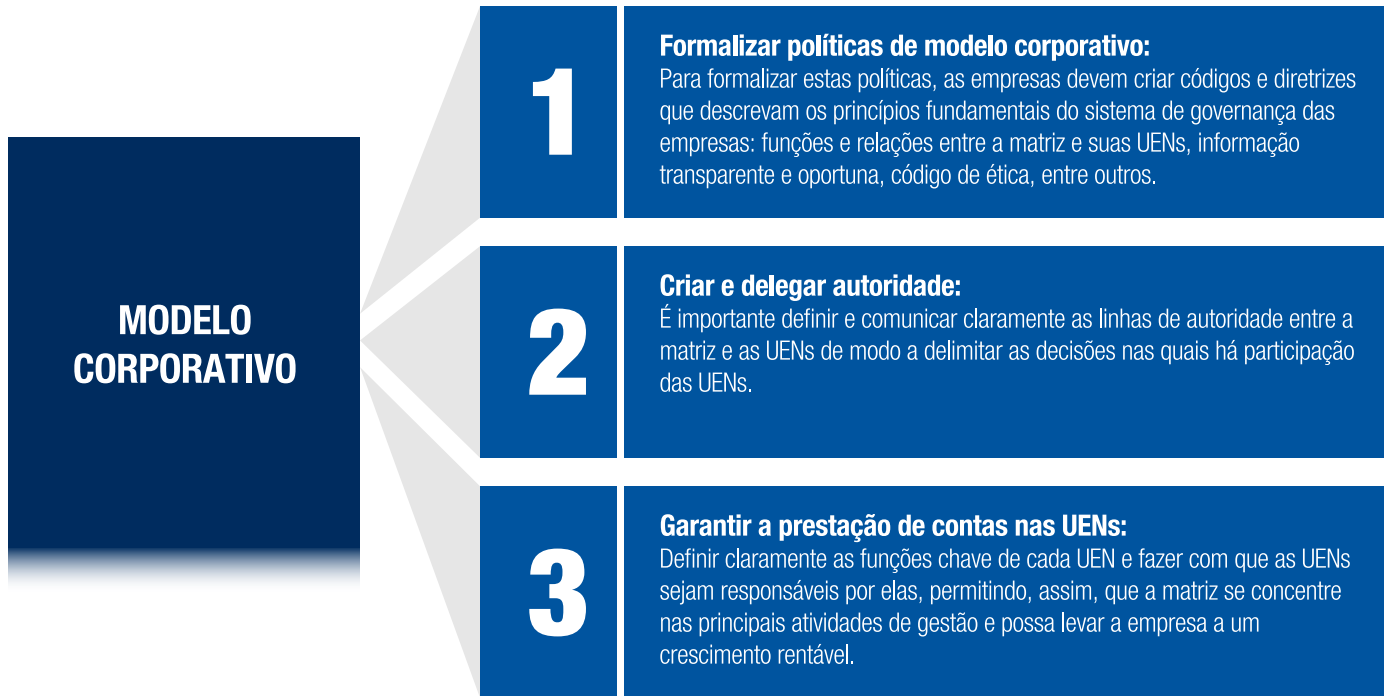 MODELO
CORPORATIVO
1
Formalizar políticas de modelo corporativo:
Para formalizar estas políticas, as empresas devem criar códigos e diretrizes
que descrevam os princípios fundamentais do sistema de governança das
empresas: funções e relações entre a matriz e suas UENs, informação
transparente e oportuna, código de ética, entre outros.
2
Criar e delegar autoridade:
É importante definir e comunicar claramente as linhas de autoridade entre a
matriz e as UENs de modo a delimitar as decisões nas quais há participação
das UENs.
3
Garantir a prestação de contas nas UENs:
Definir claramente as funções chave de cada UEN e fazer com que as UENs
sejam responsáveis por elas, permitindo, assim, que a matriz se concentre
nas principais atividades de gestão e possa levar a empresa a um
crescimento rentável.